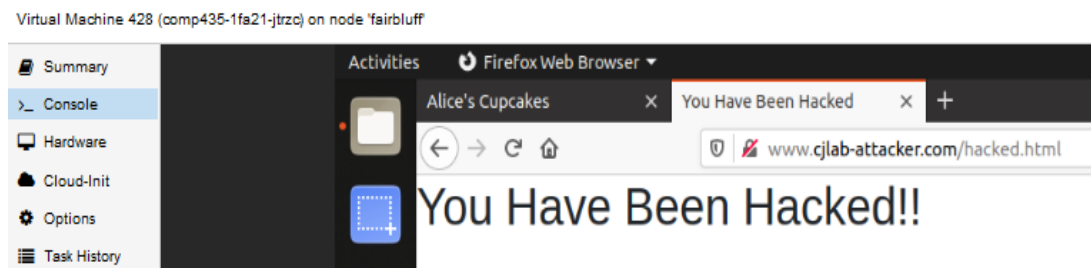 Virtual Machine 428 (comp435-1fa21-jtrzc) on node 'fairbluff'
Summary
Console
Hardware
Cloud-Init
Options
Task History
Activities Firefox Web Browser
Alice's Cupcakes You Have Been Hacked
www.cjlab-attacker.com/hacked.html
You Have Been Hacked!!